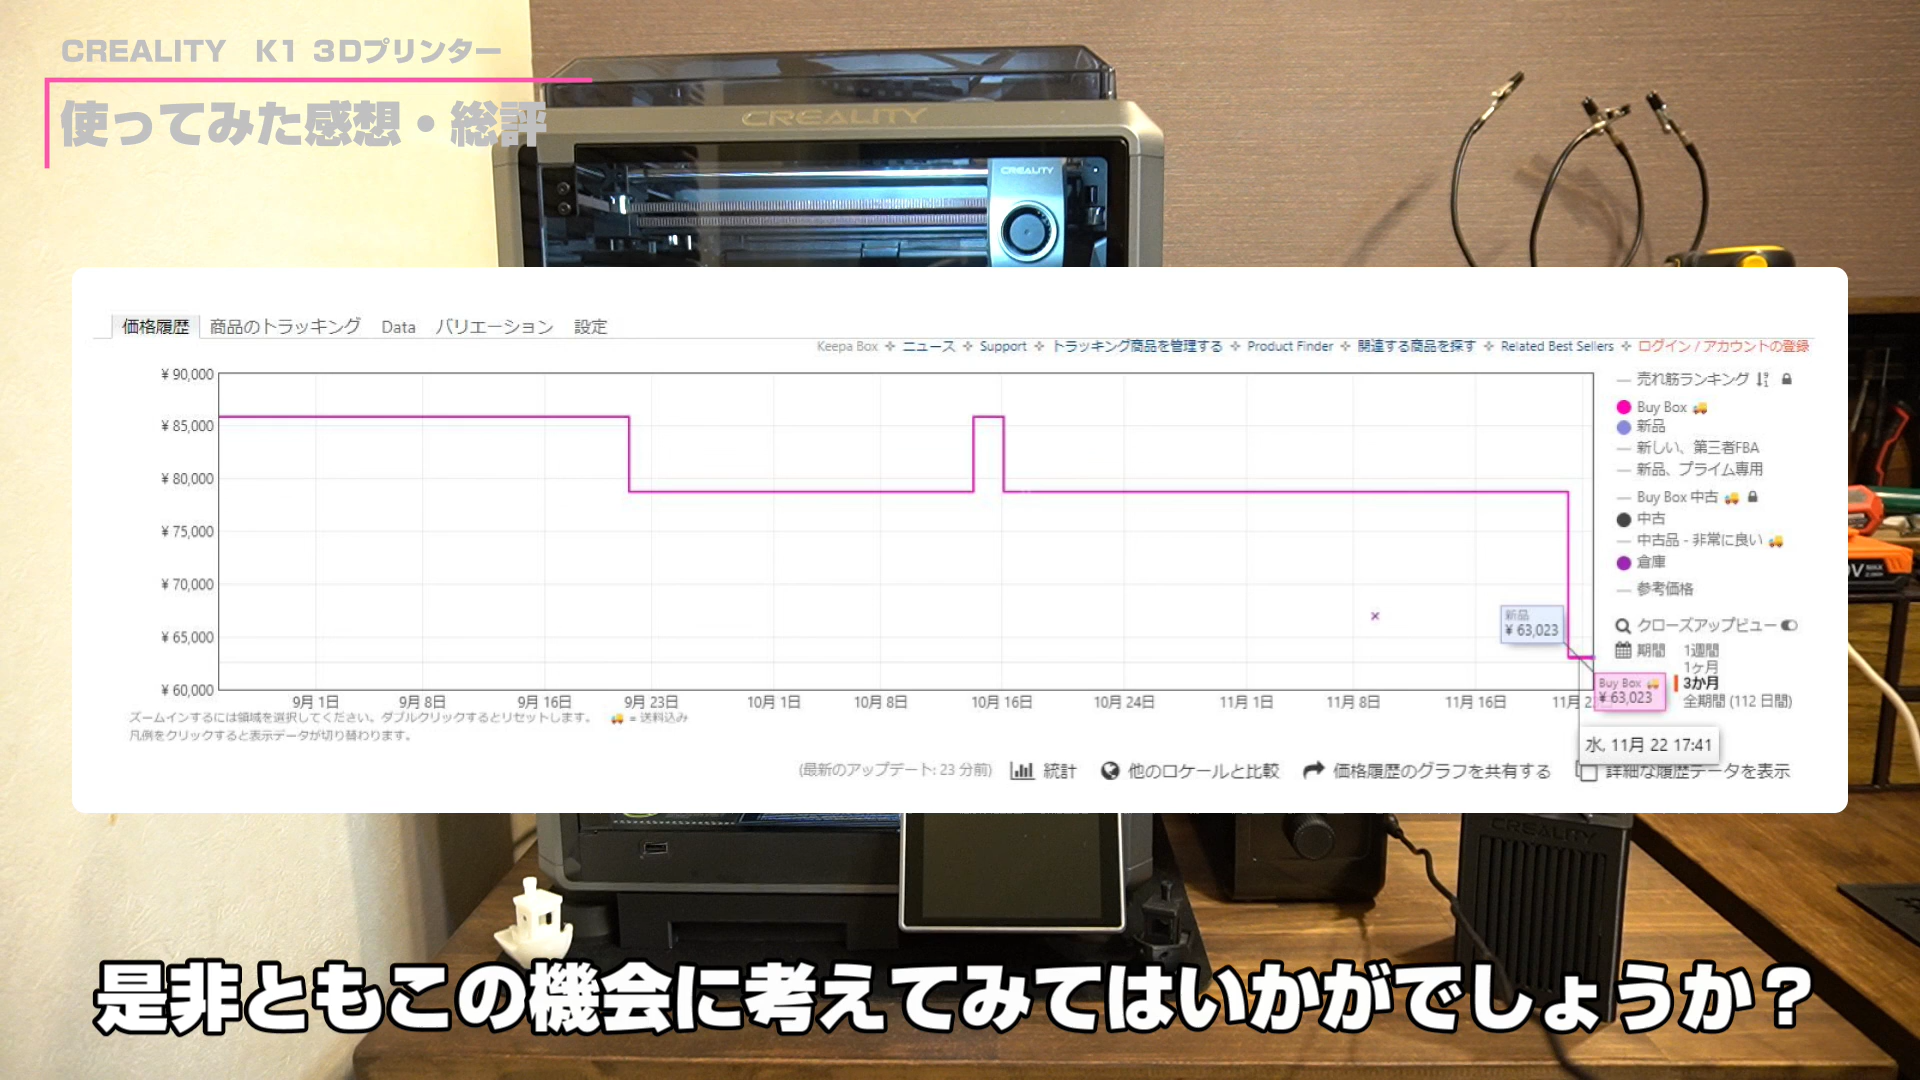 CREALITY K1 3Dプリンター
使ってみた感想・総評
CREALITY
CREALITY
価格履歴 商品のトラッキング Data バリエーション 設定
Keepa Box ニュース Support トラッキング商品を管理する Product Finder 関連する商品を探す Related Best Sellers ログイン / アカウントの登録
¥ 90,000
¥ 85,000
¥ 80,000
¥ 75,000
¥ 70,000
¥ 65,000
¥ 60,000
9月 1日 9月 8日 9月 16日 9月 23日 10月 1日 10月 8日 10月 16日 10月 24日 11月 1日 11月 8日 11月 16日 11月 2
売れ筋ランキング
Buy Box
新品
新しい、第三者FBA
新品、プライム専用
Buy Box 中古
中古
中古品 - 非常に良い
倉庫
参考価格
クローズアップビュー
期間 1週間
1ヶ月
3か月
全期間 (112 日間)
新品
¥ 63,023
Buy Box
¥ 63,023
水, 11月 22 17:41
ズームインするには領域を選択してください。ダブルクリックするとリセットします。 = 送料込み
凡例をクリックすると表示データが切り替わります。
(最新のアップデート: 23 分前) 統計 他のロケールと比較 価格履歴のグラフを共有する 詳細な履歴データを表示
CREALITY
是非ともこの機会に考えてみてはいかがでしょうか？